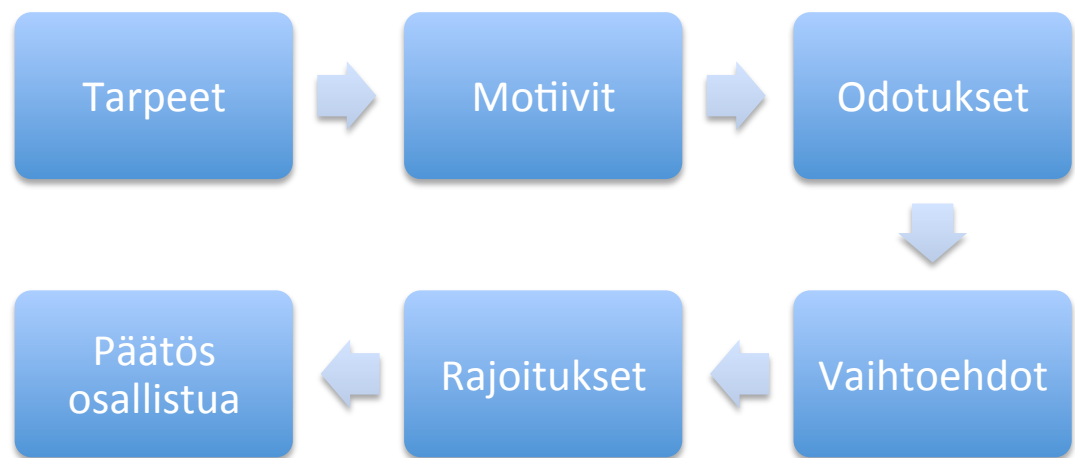 Tarpeet
Motiivit
Odotukset
Vaihtoehdot
Rajoitukset
Päätös
osallistua